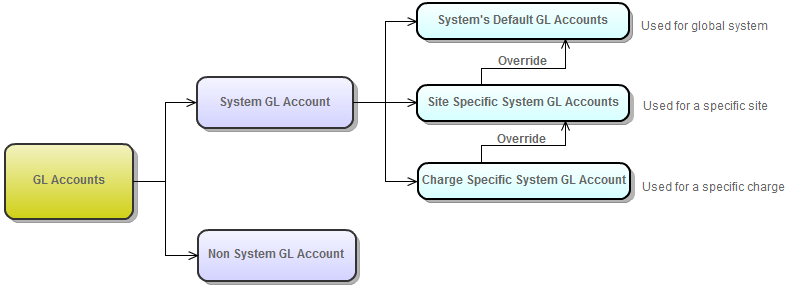 System's Default GL Accounts
Used for global system
Override
System GL Account
Site Specific System GL Accounts
Used for a specific site
Override
GL Accounts
Charge Specific System GL Account
Used for a specific charge
Non System GL Account